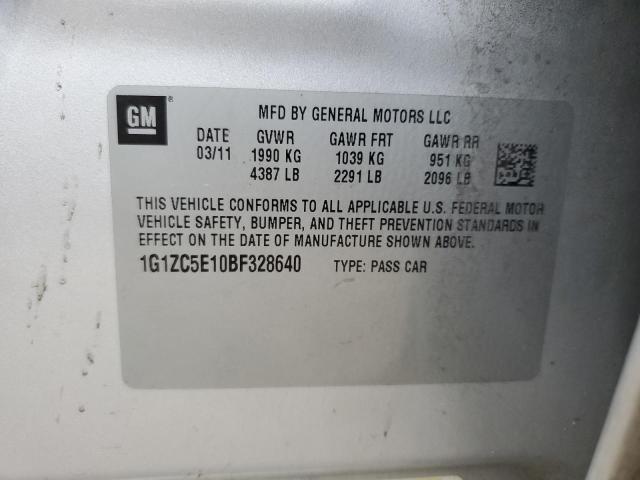 GM®
MFD BY GENERAL MOTORS LLC
DATE GVWR GAWR FRT GAWR RR
03/11 1990 KG 1039 KG 951 KG
4387 LB 2291 LB 2096 LB
THIS VEHICLE CONFORMS TO ALL APPLICABLE U.S. FEDERAL MOTOR
VEHICLE SAFETY, BUMPER, AND THEFT PREVENTION STANDARDS IN
EFFECT ON THE DATE OF MANUFACTURE SHOWN ABOVE.
1G1ZC5E10BF328640 TYPE: PASS CAR